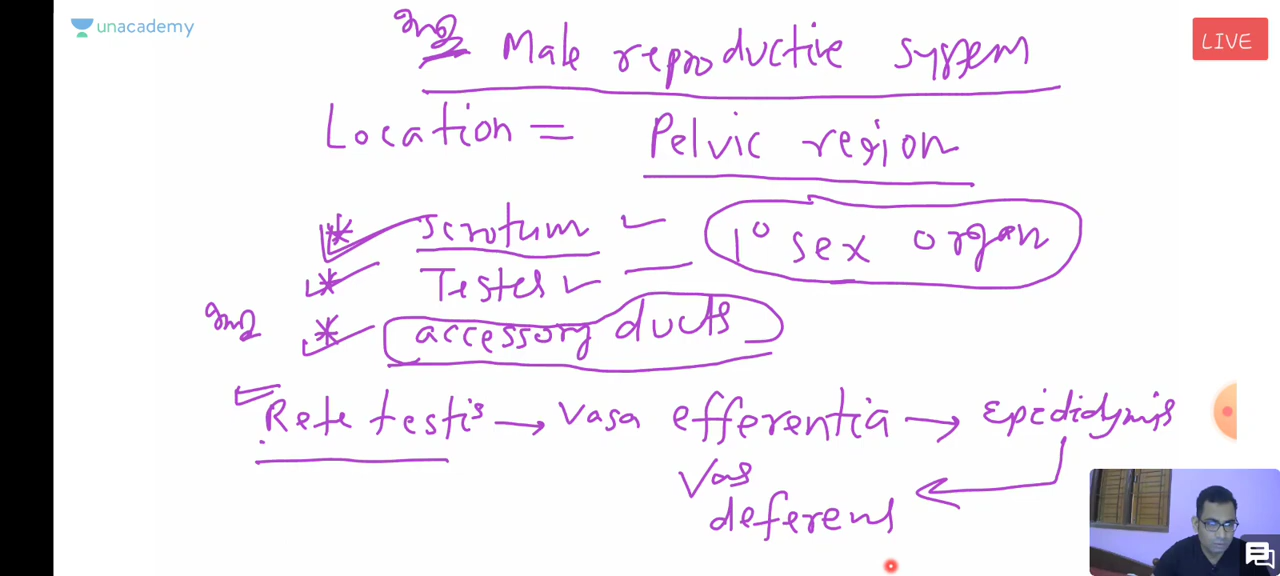 unacademy
LIVE
Male reproductive system
Location = Pelvic region
* Scrotum
1° sex organ
* Testes
* accessory ducts
Rete testis → Vasa efferentia → Epididymis
Vas
deferens